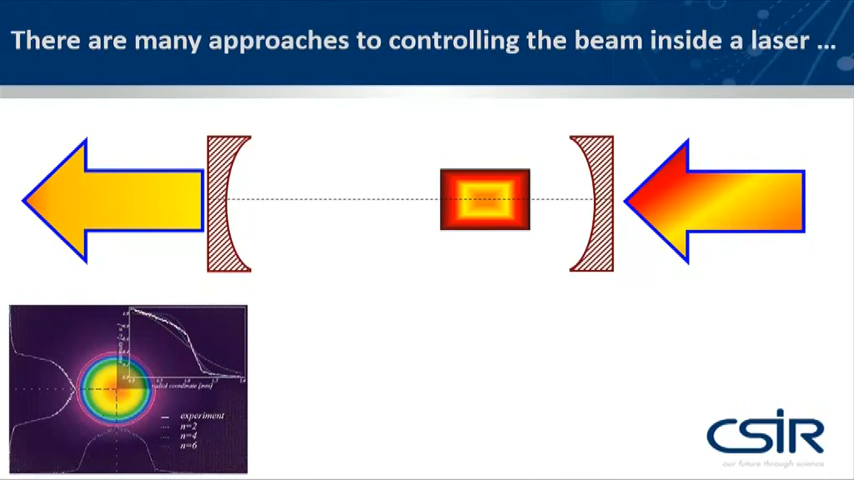 There are many approaches to controlling the beam inside a laser ...
radial coordinate [mm]
experiment
n=2
n=4
n=6
CSIR
our future through science